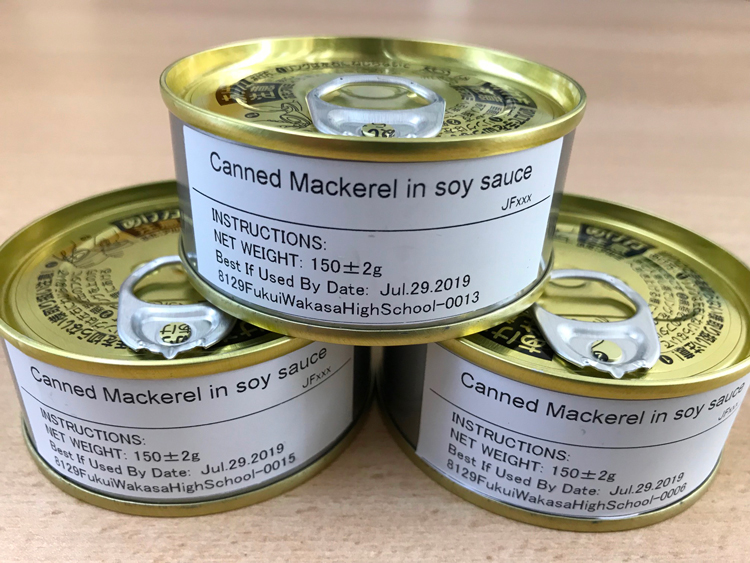 Canned Mackerel in soy sauce
JFxxx
INSTRUCTIONS:
NET WEIGHT: 150±2g
Best If Used By Date: Jul.29.2019
8129FukuiWakasaHighSchool-0013
Canned Mackerel in soy sauce
JFxxx
INSTRUCTIONS:
NET WEIGHT: 150±2g
Best If Used By Date: Jul.29.2019
8129FukuiWakasaHighSchool-0015
Canned Mackerel in soy sauce
INSTRUCTIONS:
NET WEIGHT: 150±2g
Best If Used By Date: Jul.29.2019
8129FukuiWakasaHighSchool-0006